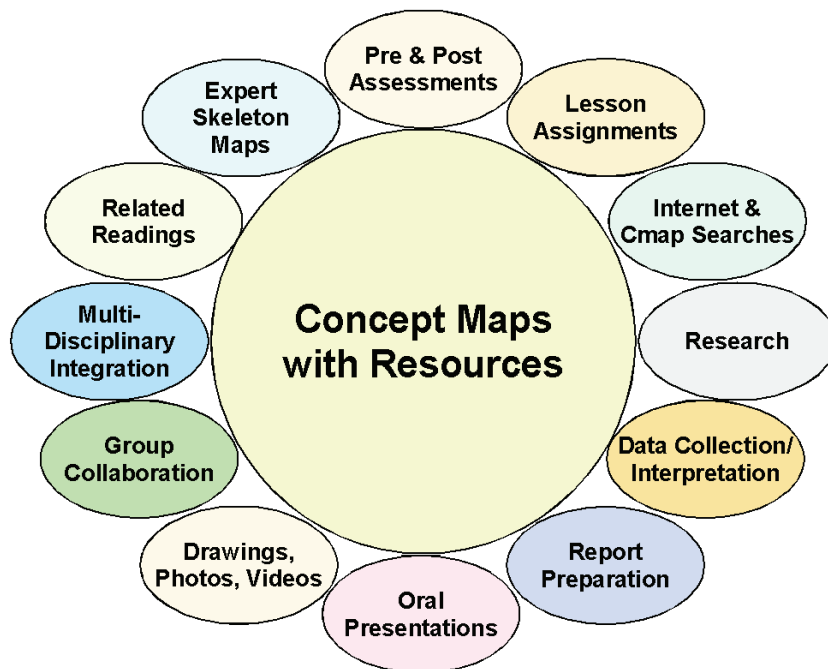 Pre & Post
Assessments
Lesson
Assignments
Internet &
Cmap Searches
Research
Data Collection/
Interpretation
Report
Preparation
Oral
Presentations
Drawings,
Photos, Videos
Group
Collaboration
Multi-
Disciplinary
Integration
Related
Readings
Expert
Skeleton
Maps
Concept Maps
with Resources